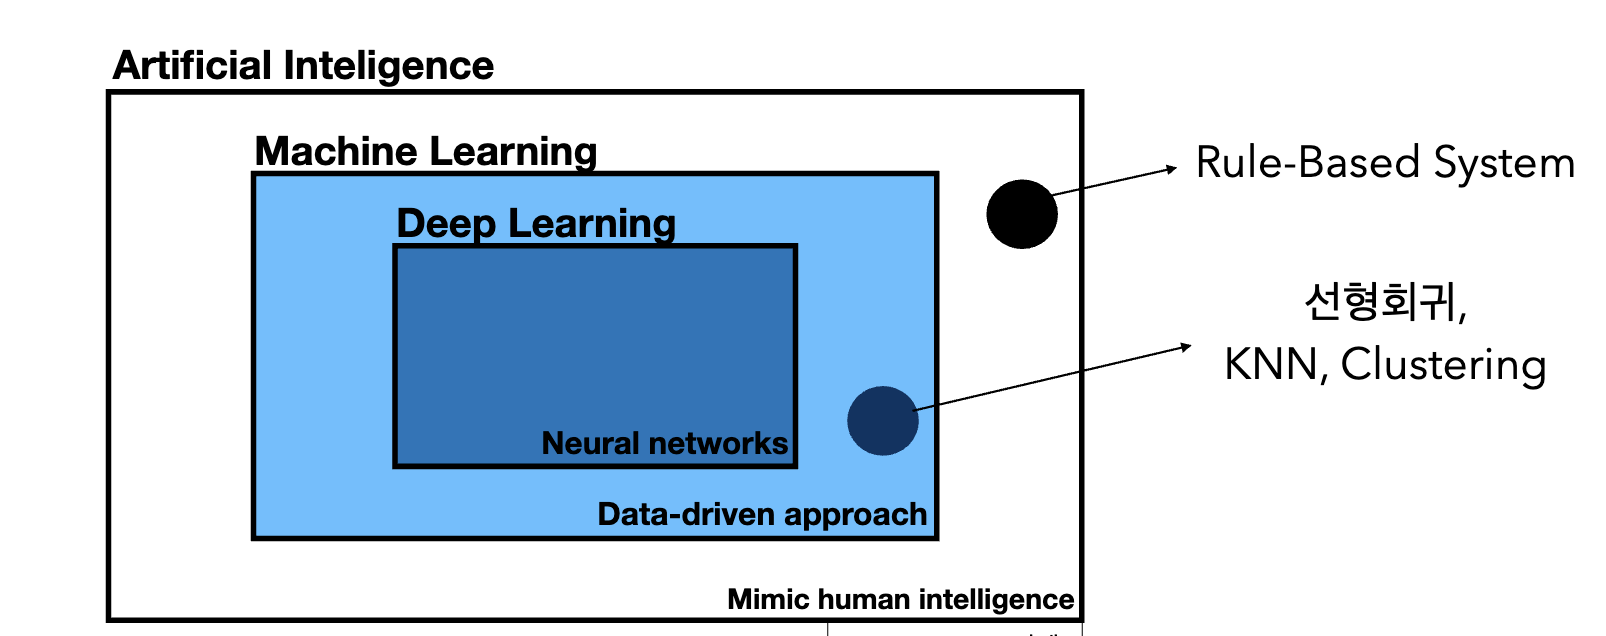 Artificial Inteligence
Machine Learning
Deep Learning
Rule-Based System
선형회귀,
KNN, Clustering
Neural networks
Data-driven approach
Mimic human intelligence